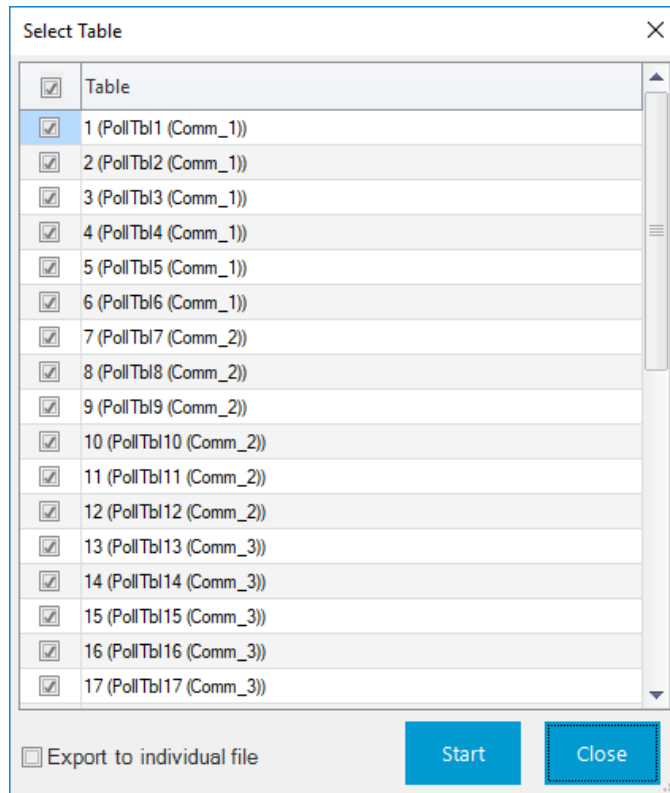 Select Table
Table
1 (PollTbl1 (Comm_1))
2 (PollTbl2 (Comm_1))
3 (PollTbl3 (Comm_1))
4 (PollTbl4 (Comm_1))
5 (PollTbl5 (Comm_1))
6 (PollTbl6 (Comm_1))
7 (PollTbl7 (Comm_2))
8 (PollTbl8 (Comm_2))
9 (PollTbl9 (Comm_2))
10 (PollTbl10 (Comm_2))
11 (PollTbl11 (Comm_2))
12 (PollTbl12 (Comm_2))
13 (PollTbl13 (Comm_3))
14 (PollTbl14 (Comm_3))
15 (PollTbl15 (Comm_3))
16 (PollTbl16 (Comm_3))
17 (PollTbl17 (Comm_3))
Export to individual file
Start
Close